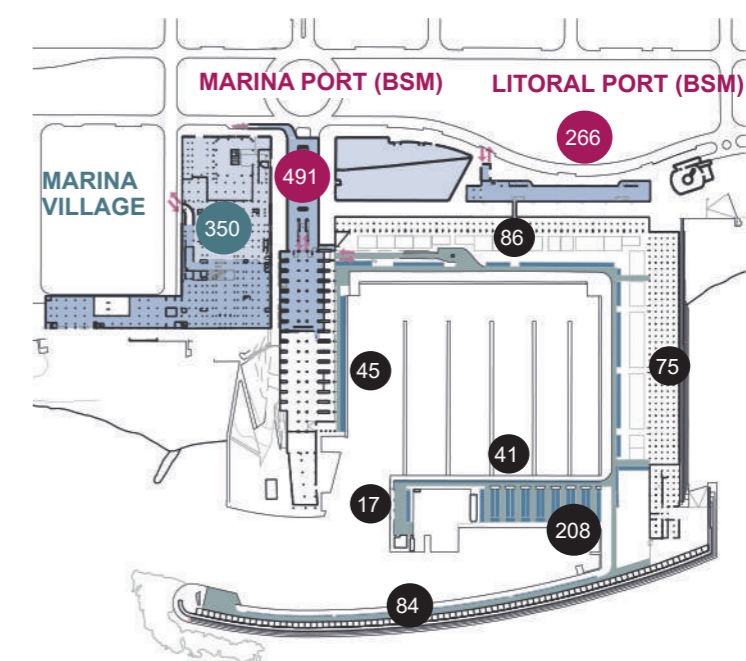 MARINA PORT (BSM)
LITORAL PORT (BSM)
266
491
MARINA
VILLAGE
350
86
45
75
41
17
208
84